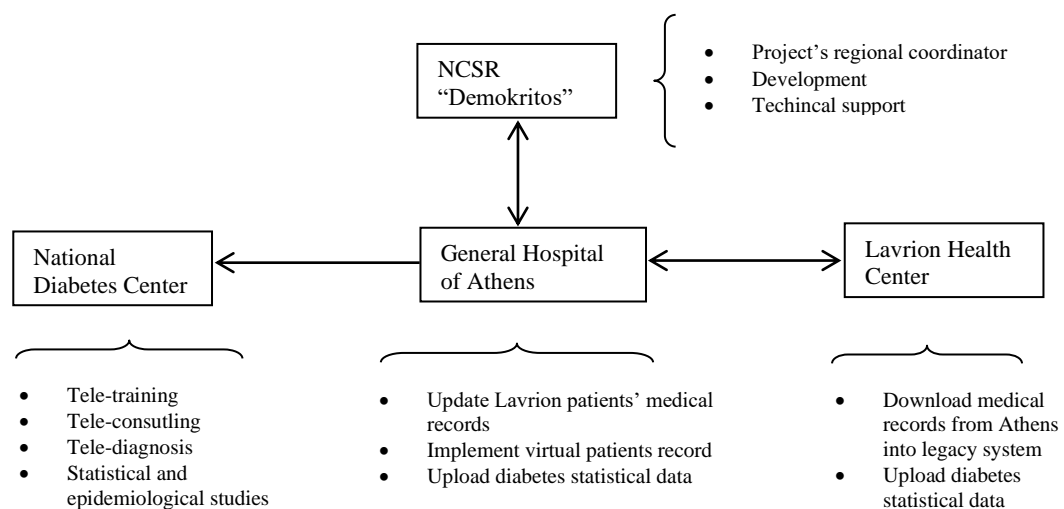 NCSR
“Demokritos”
• Project’s regional coordinator
• Development
• Techincal support
National
Diabetes Center
General Hospital
of Athens
Lavrion Health
Center
• Tele-training
• Tele-consutling
• Tele-diagnosis
• Statistical and
epidemiological studies
• Update Lavrion patients’ medical
records
• Implement virtual patients record
• Upload diabetes statistical data
• Download medical
records from Athens
into legacy system
• Upload diabetes
statistical data